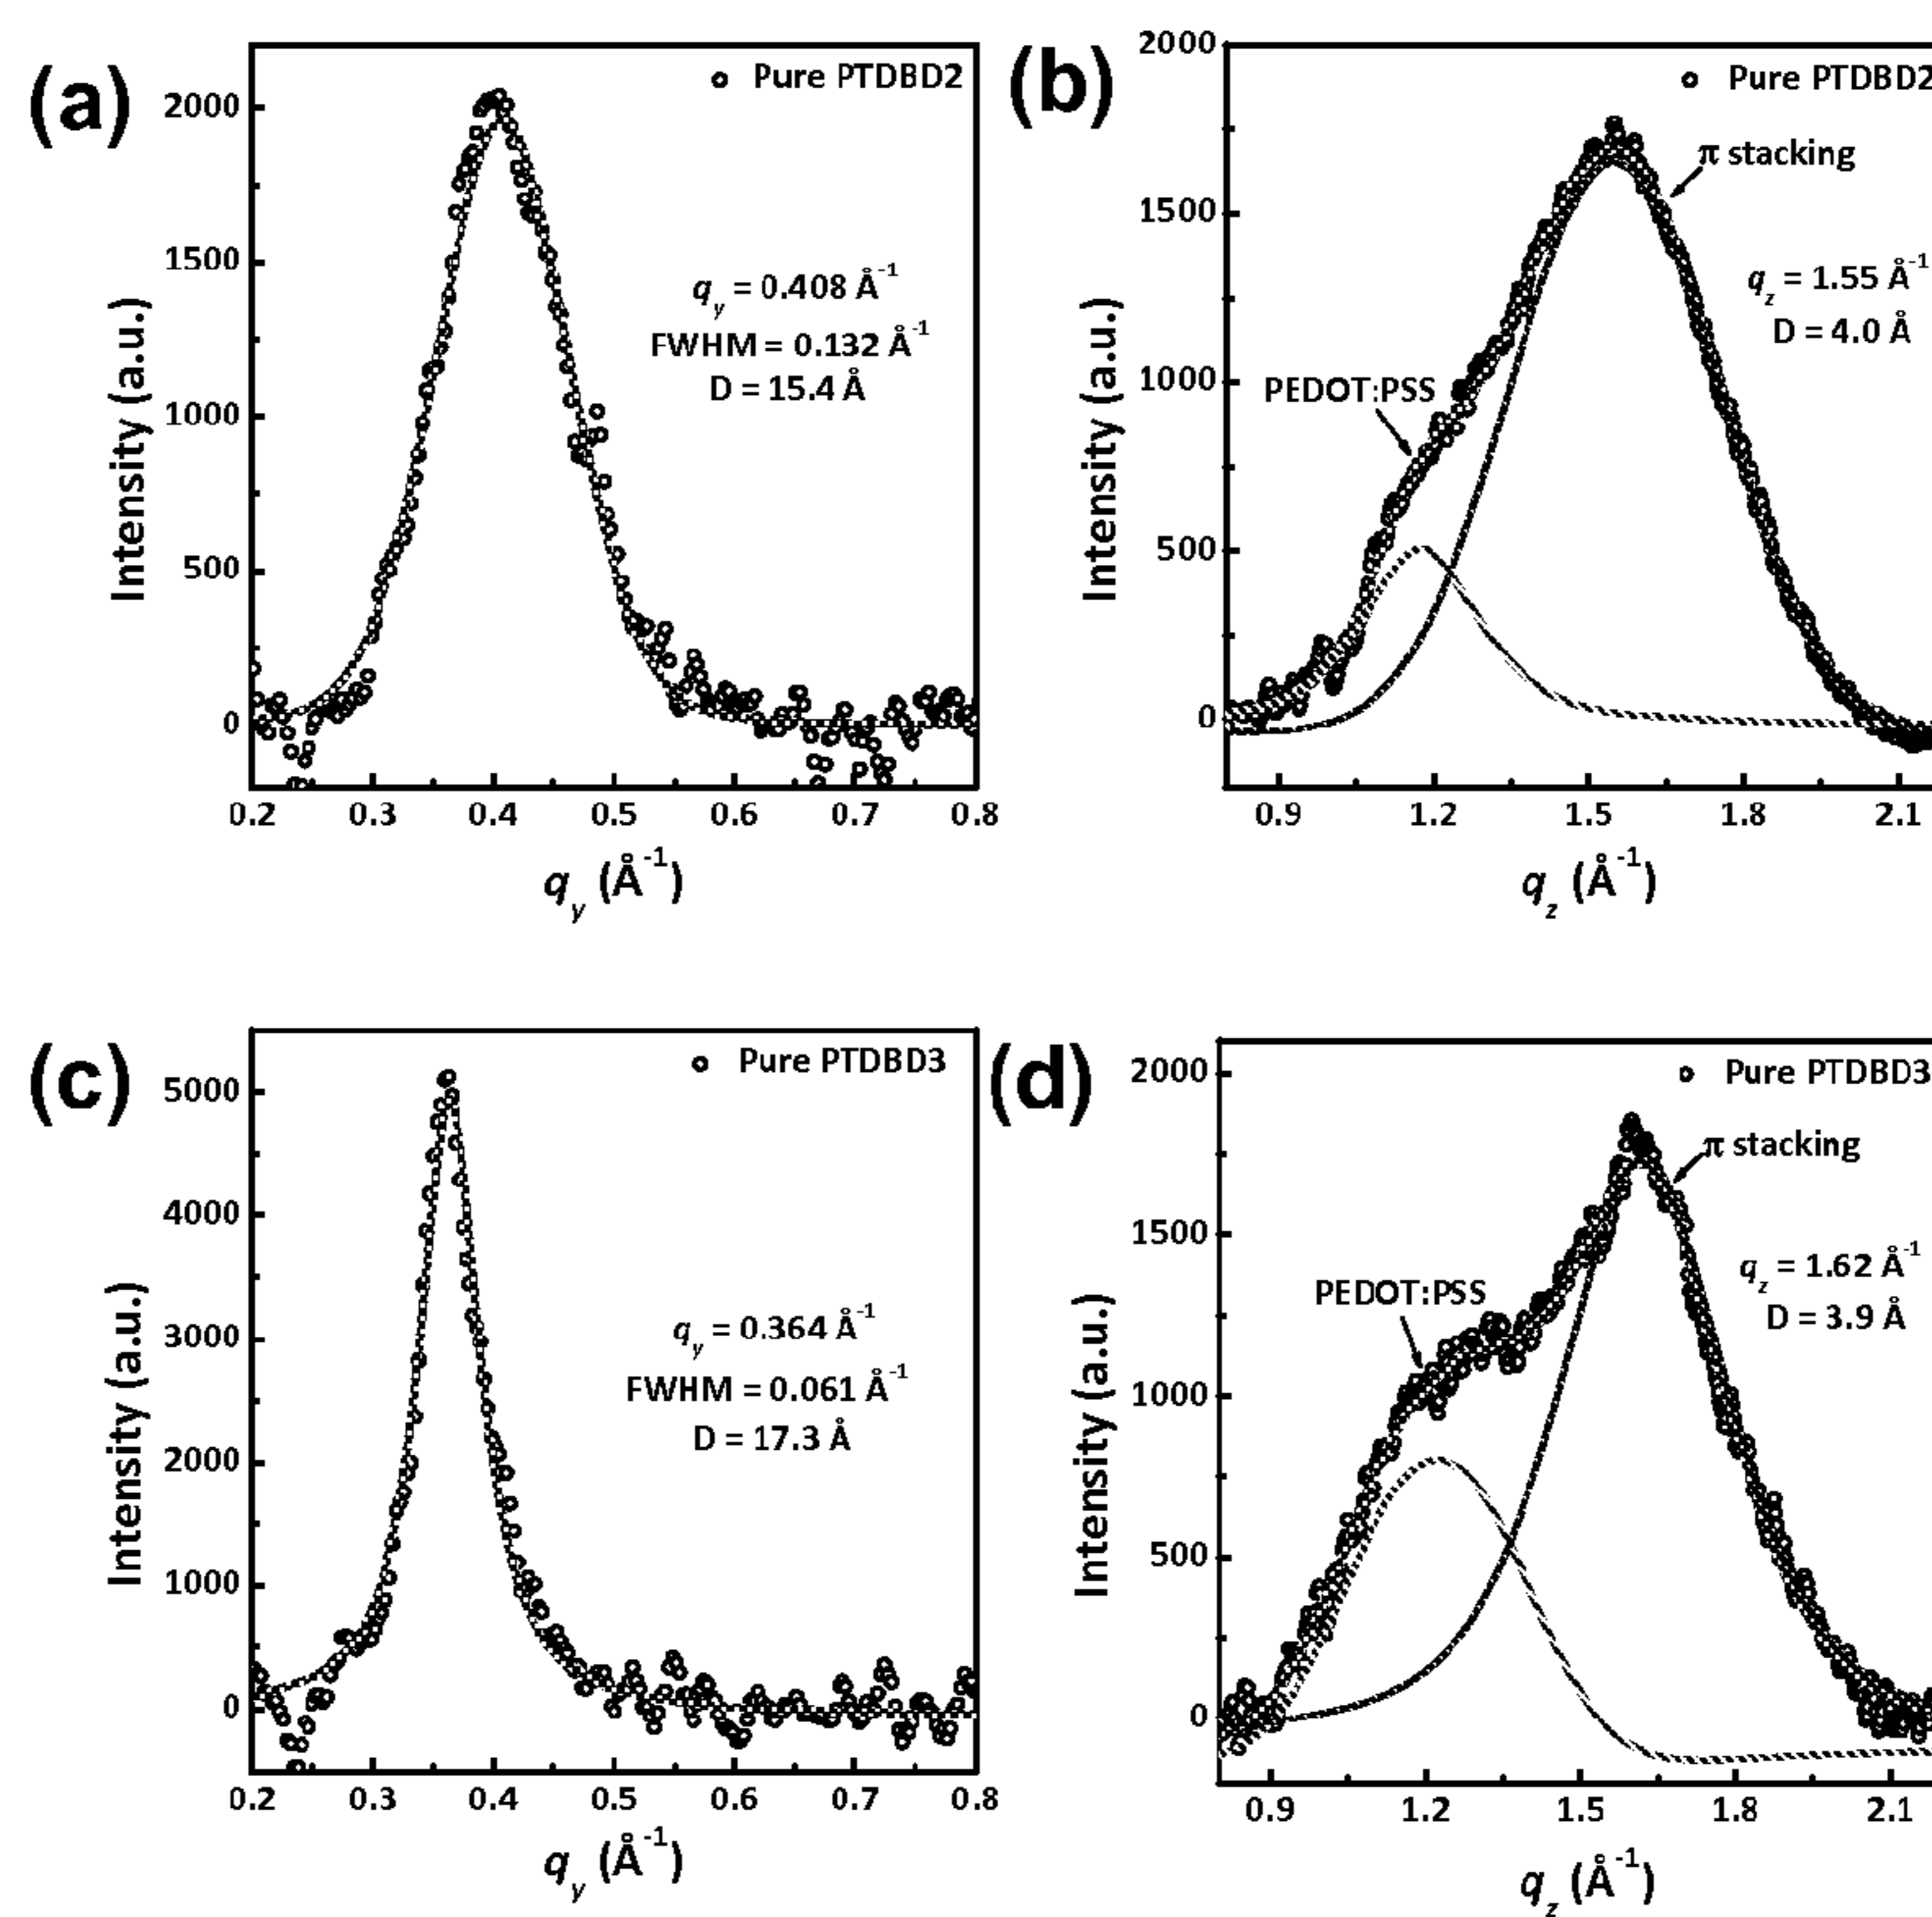 (a)
Pure PTDBD2
2000
1500
1000
500
0
Intensity (a.u.)
q_y = 0.408 Å⁻¹
FWHM = 0.132 Å⁻¹
D = 15.4 Å
0.2 0.3 0.4 0.5 0.6 0.7 0.8
q_y (Å⁻¹)
(b)
Pure PTDBD2
π stacking
2000
1500
1000
500
0
Intensity (a.u.)
q_z = 1.55 Å⁻¹
D = 4.0 Å
PEDOT:PSS
0.9 1.2 1.5 1.8 2.1
q_z (Å⁻¹)
(c)
Pure PTDBD3
5000
4000
3000
2000
1000
0
Intensity (a.u.)
q_y = 0.364 Å⁻¹
FWHM = 0.061 Å⁻¹
D = 17.3 Å
0.2 0.3 0.4 0.5 0.6 0.7 0.8
q_y (Å⁻¹)
(d)
Pure PTDBD3
π stacking
2000
1500
1000
500
0
Intensity (a.u.)
q_z = 1.62 Å⁻¹
D = 3.9 Å
PEDOT:PSS
0.9 1.2 1.5 1.8 2.1
q_z (Å⁻¹)